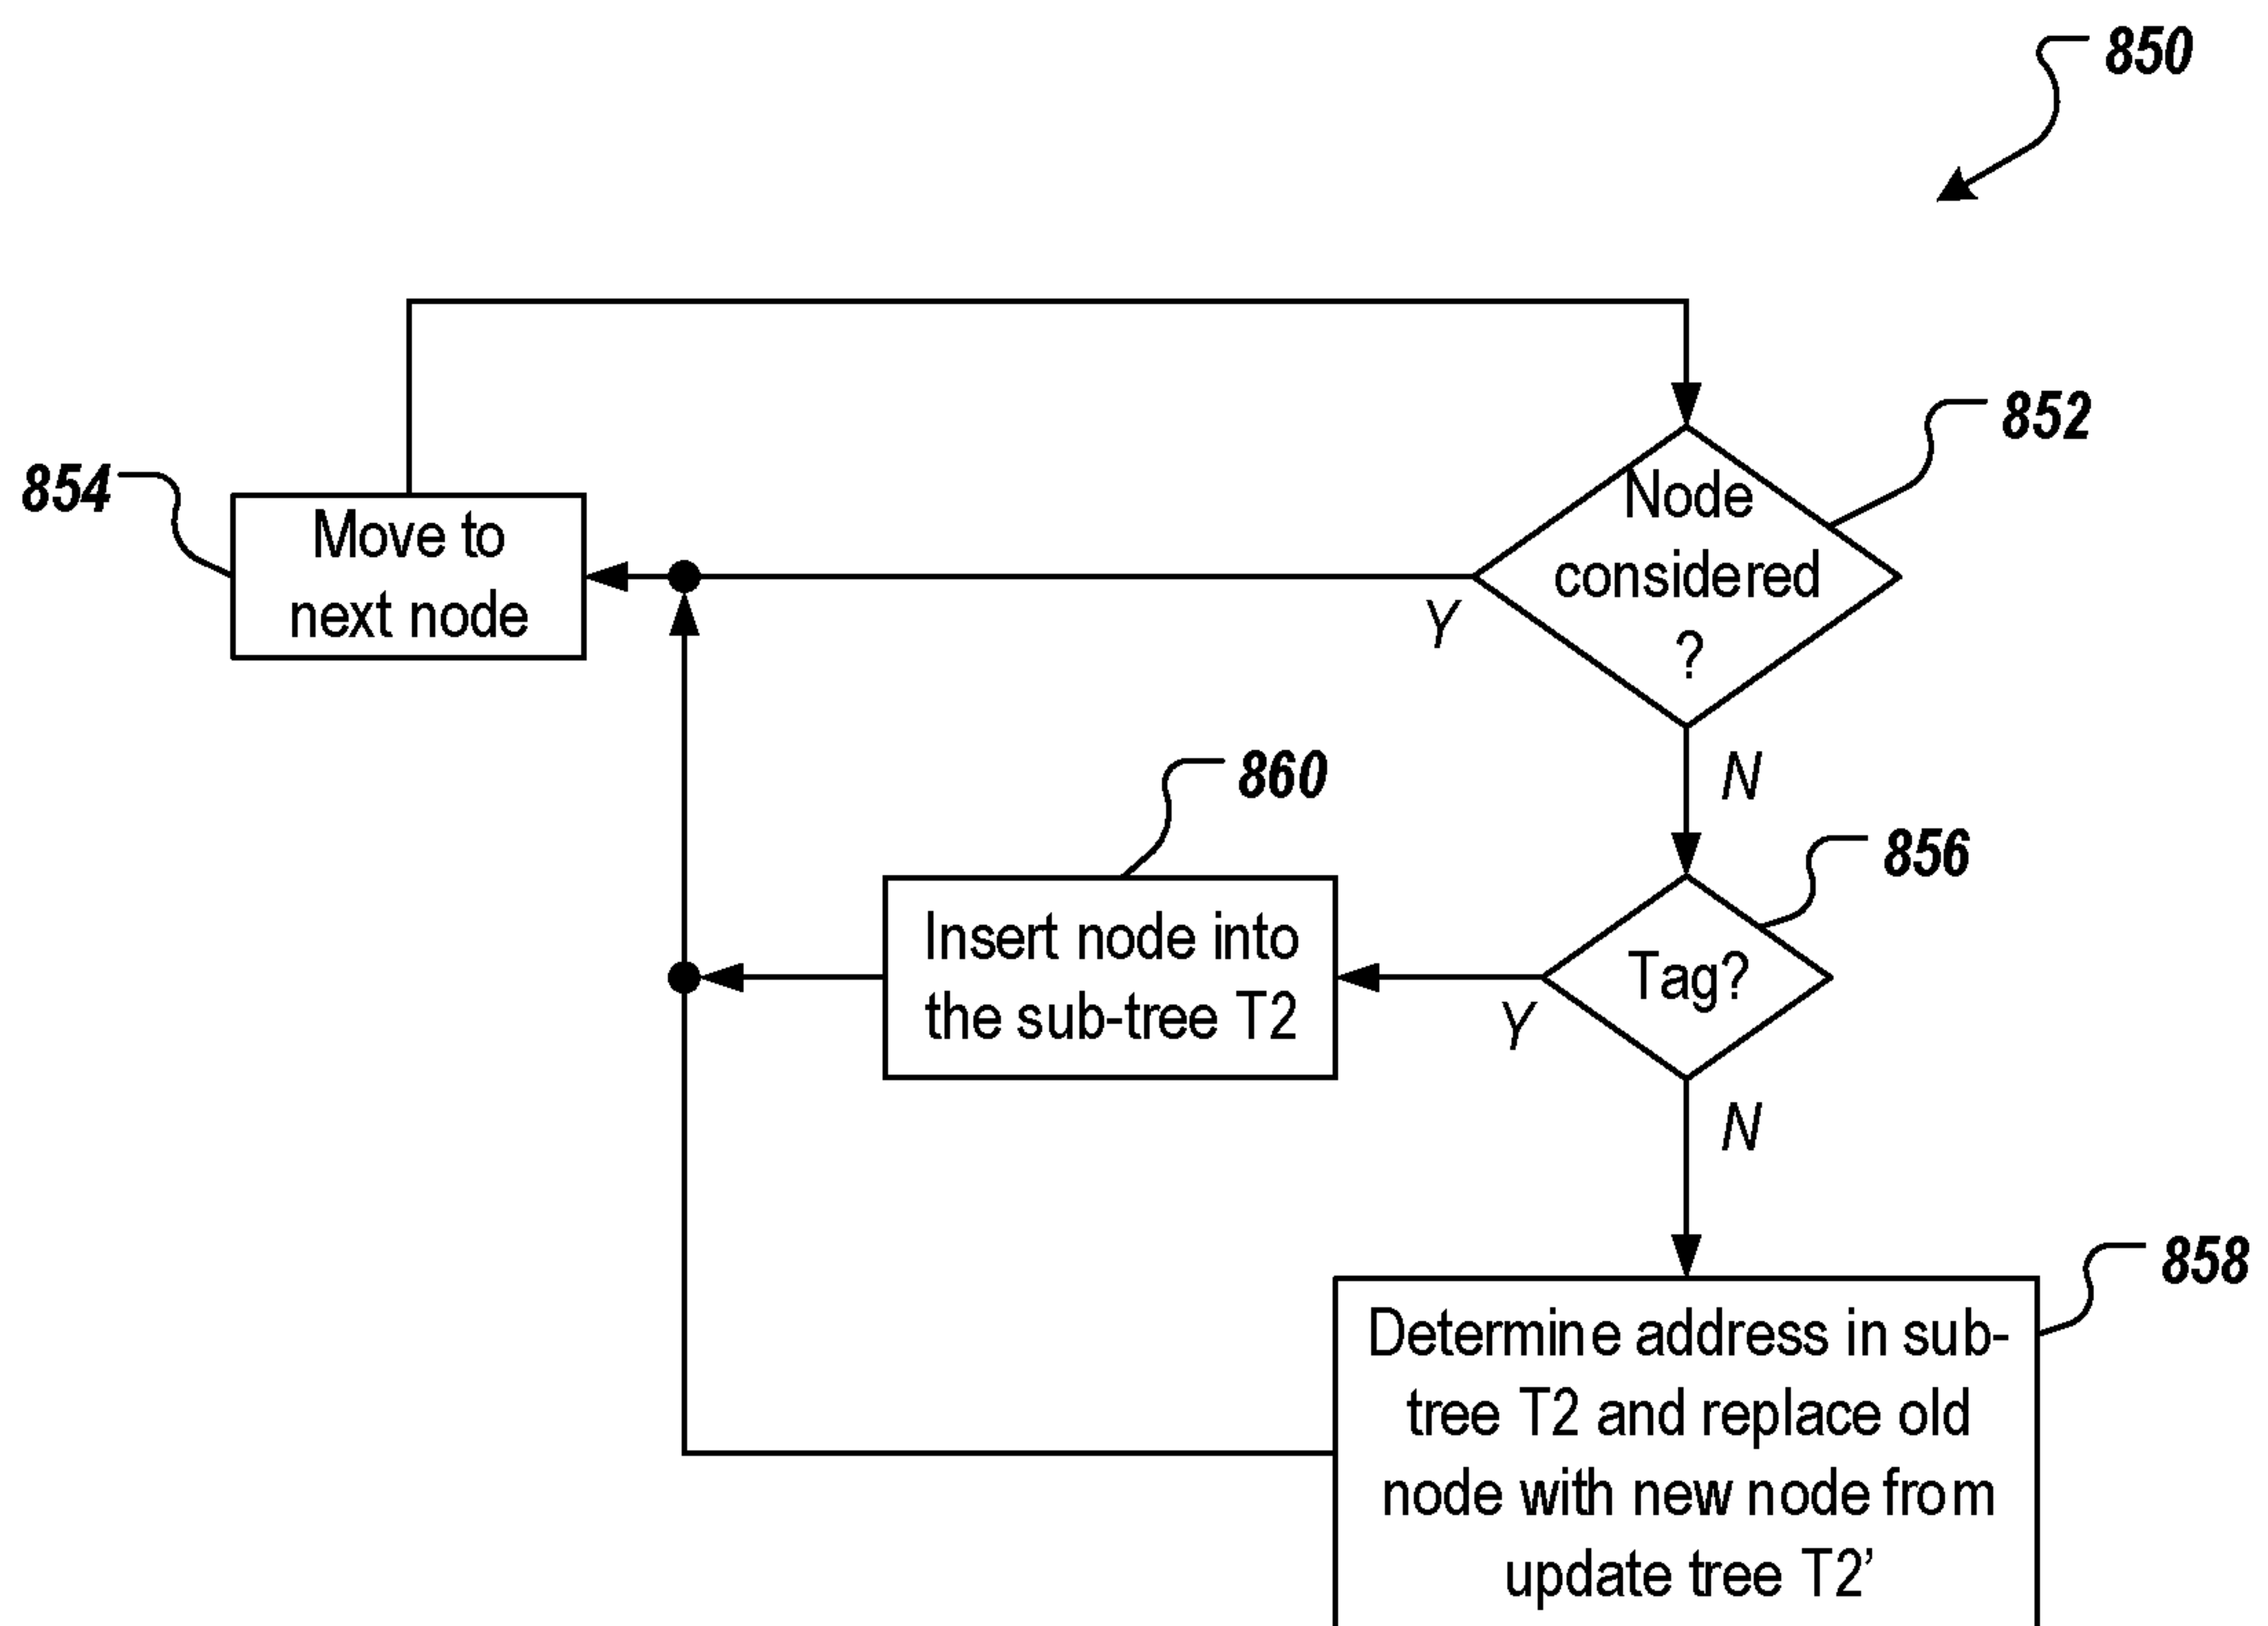 850
852
Node
considered
?
854
Move to
next node
Y
N
860
856
Insert node into
the sub-tree T2
Tag?
Y
N
858
Determine address in sub-
tree T2 and replace old
node with new node from
update tree T2’